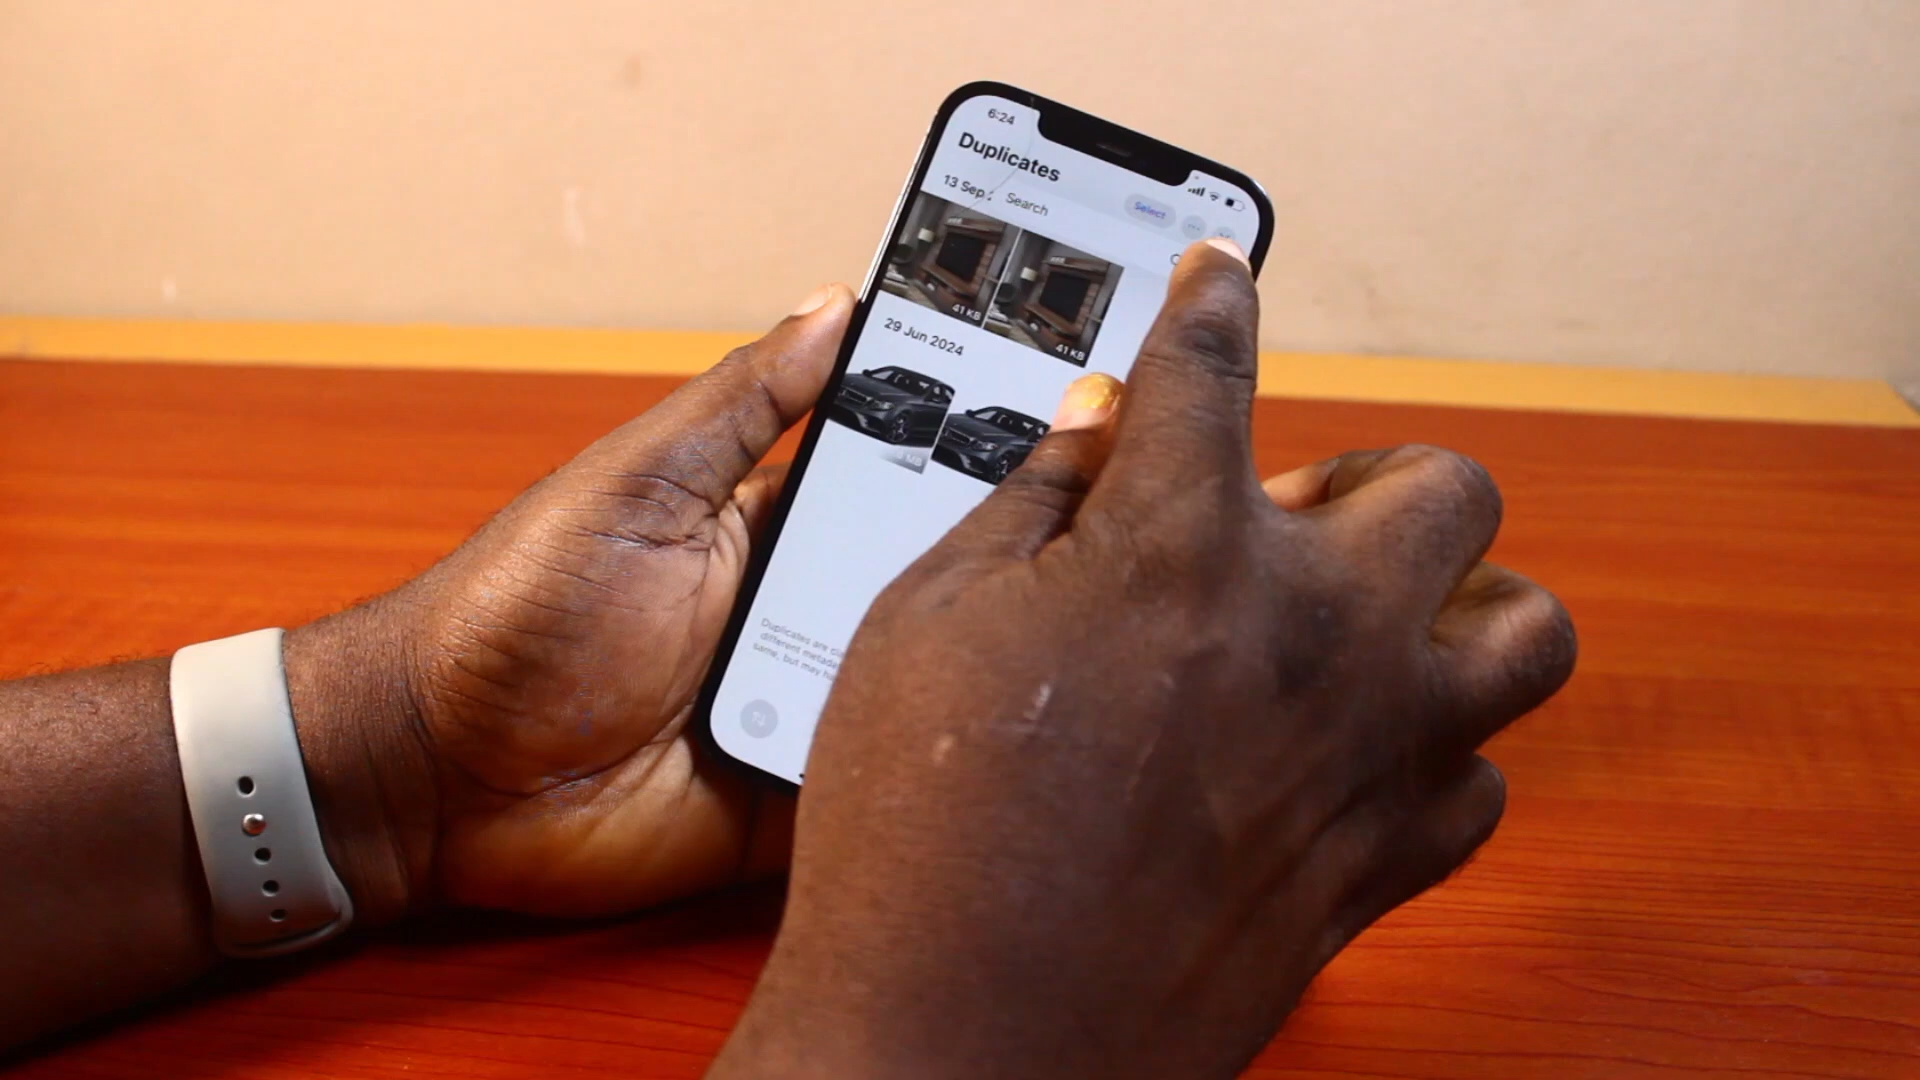 6:24
Duplicates
13 Sep
Search
Select
41 KB
41 KB
29 Jun 2024
MB
Duplicates are
different
same, but may